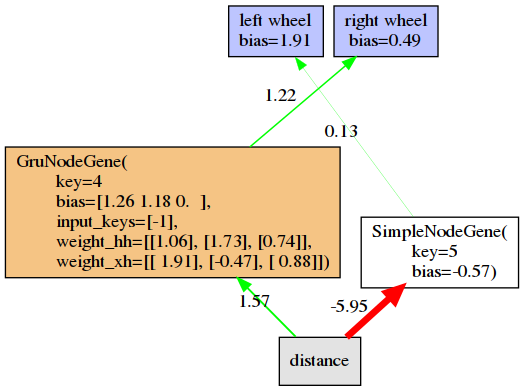 left wheel
bias=1.91
right wheel
bias=0.49
1.22
0.13
GruNodeGene(
key=4
bias=[1.26 1.18 0.  ],
input_keys=[-1],
weight_hh=[[1.06], [1.73], [0.74]],
weight_xh=[[ 1.91], [-0.47], [ 0.88]])
SimpleNodeGene(
key=5
bias=-0.57)
1.57
-5.95
distance